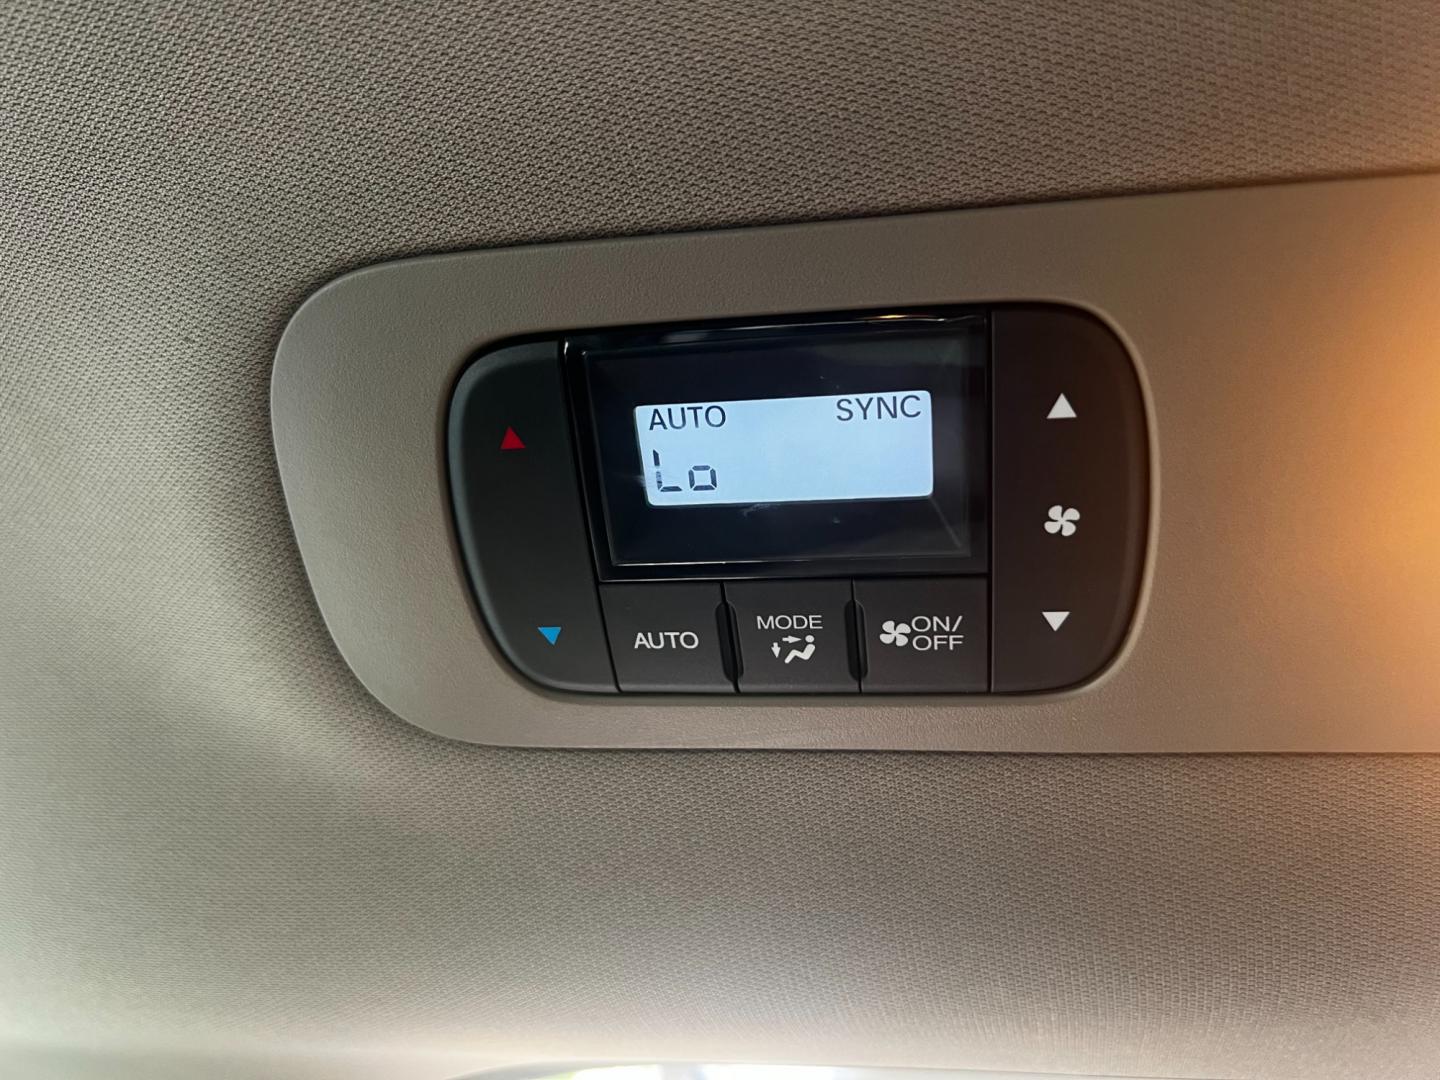 AUTO SYNC
Lo
AUTO
MODE
ON/
OFF